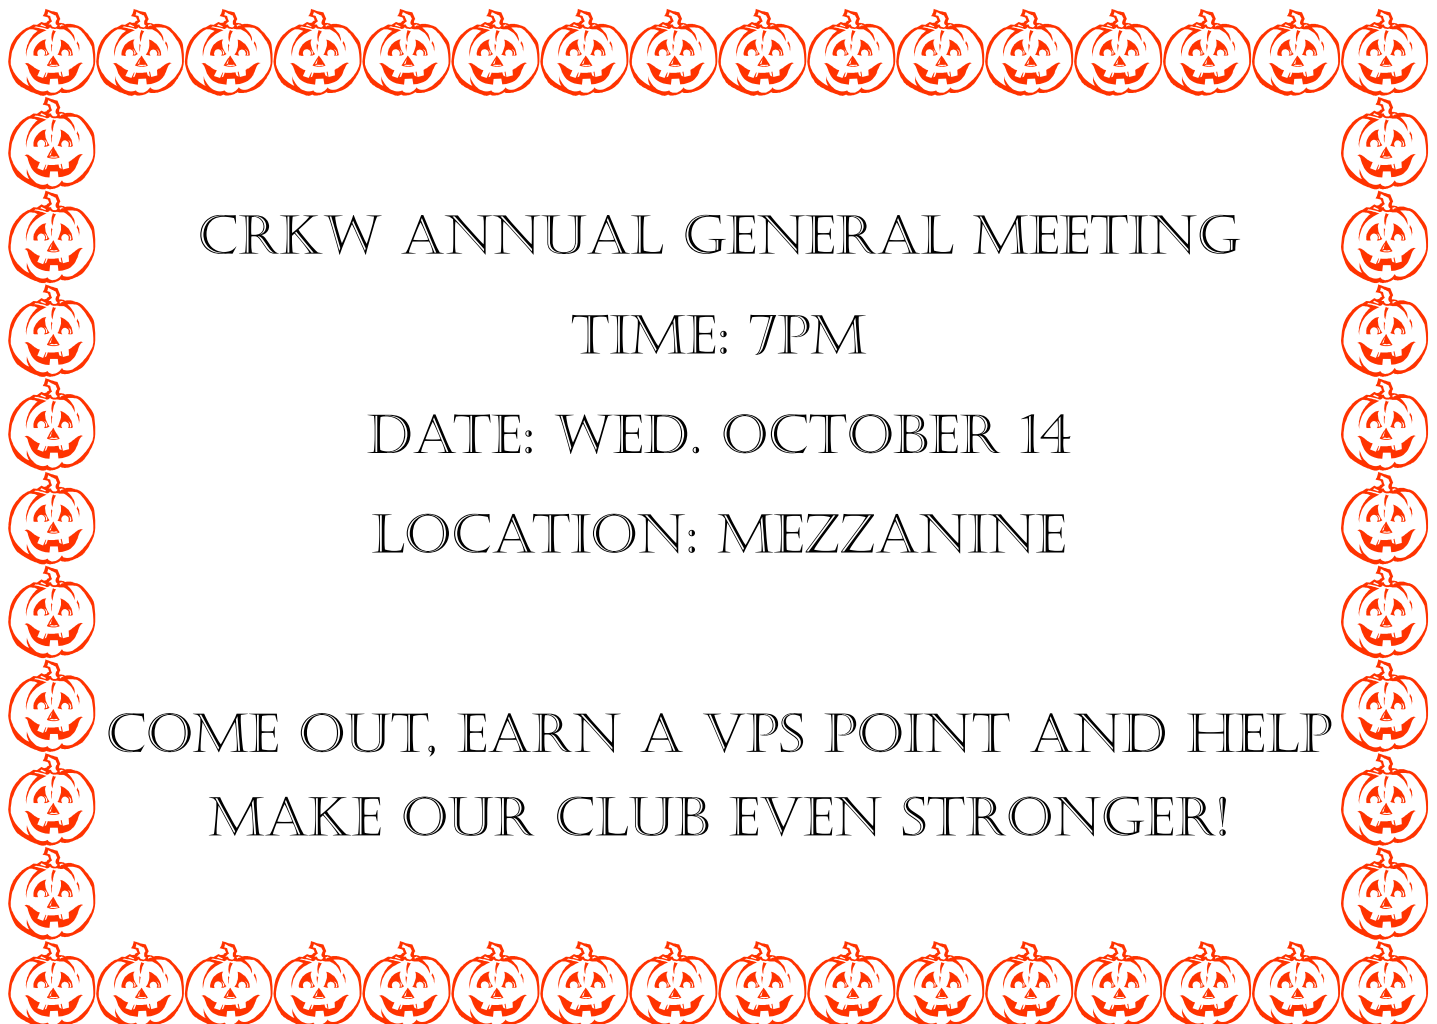 CRKW ANNUAL GENERAL MEETING
TIME: 7PM
DATE: WED. OCTOBER 14
LOCATION: MEZZANINE
COME OUT, EARN A VPS POINT AND HELP
MAKE OUR CLUB EVEN STRONGER!